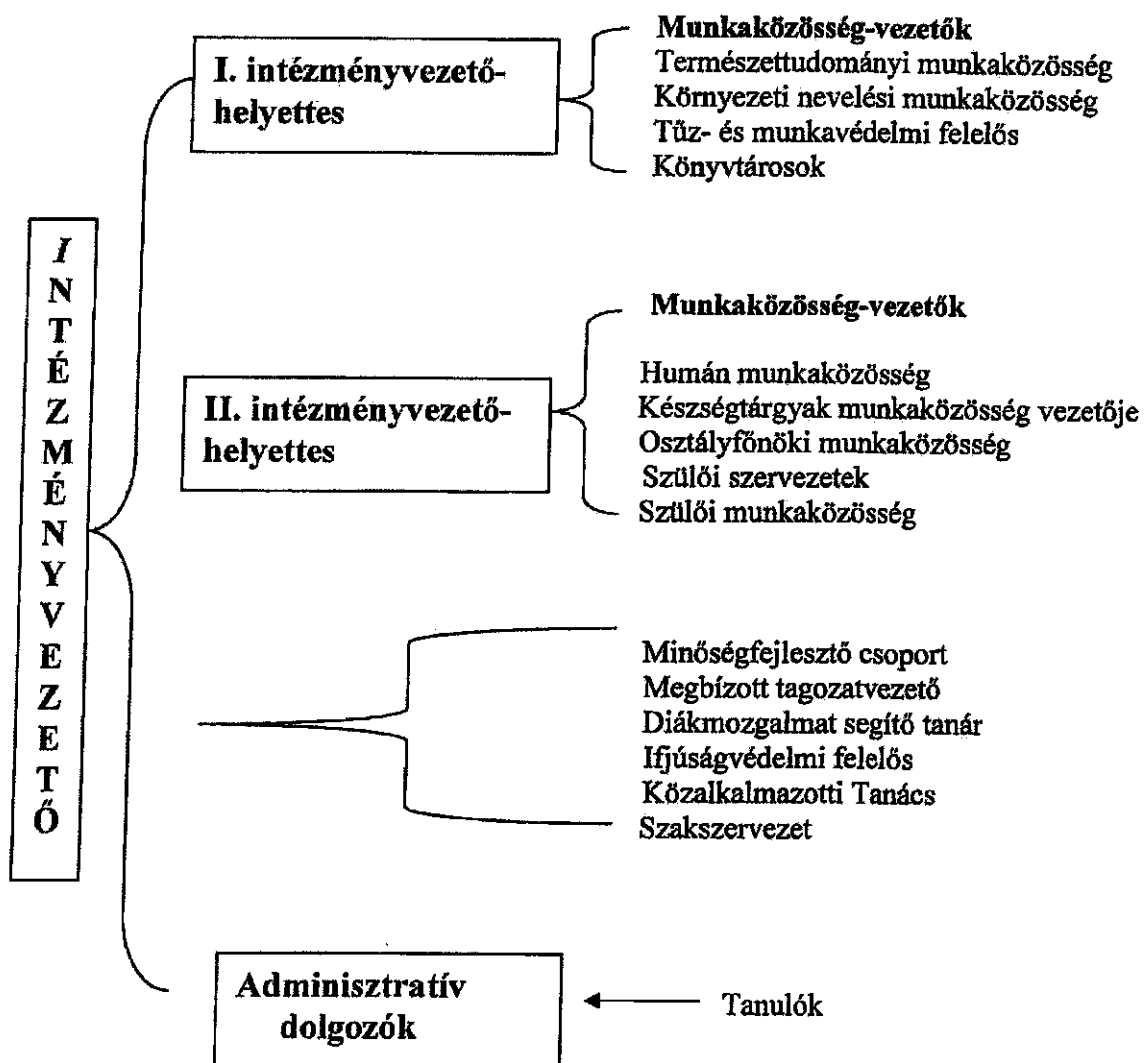 INTÉZMÉNYVEZETŐ
I. intézményvezető-
helyettes
Munkaközösség-vezetők
Természettudományi munkaközösség
Környezeti nevelési munkaközösség
Tűz- és munkavédelmi felelős
Könyvtárosok
II. intézményvezető-
helyettes
Munkaközösség-vezetők
Humán munkaközösség
Készségtárgyak munkaközösség vezetője
Osztályfőnöki munkaközösség
Szülői szervezetek
Szülői munkaközösség
Minőségfejlesztő csoport
Megbízott tagozatvezető
Diákmozgalmat segítő tanár
Ifjúságvédelmi felelős
Közalkalmazotti Tanács
Szakszervezet
Adminisztratív
dolgozók
Tanulók